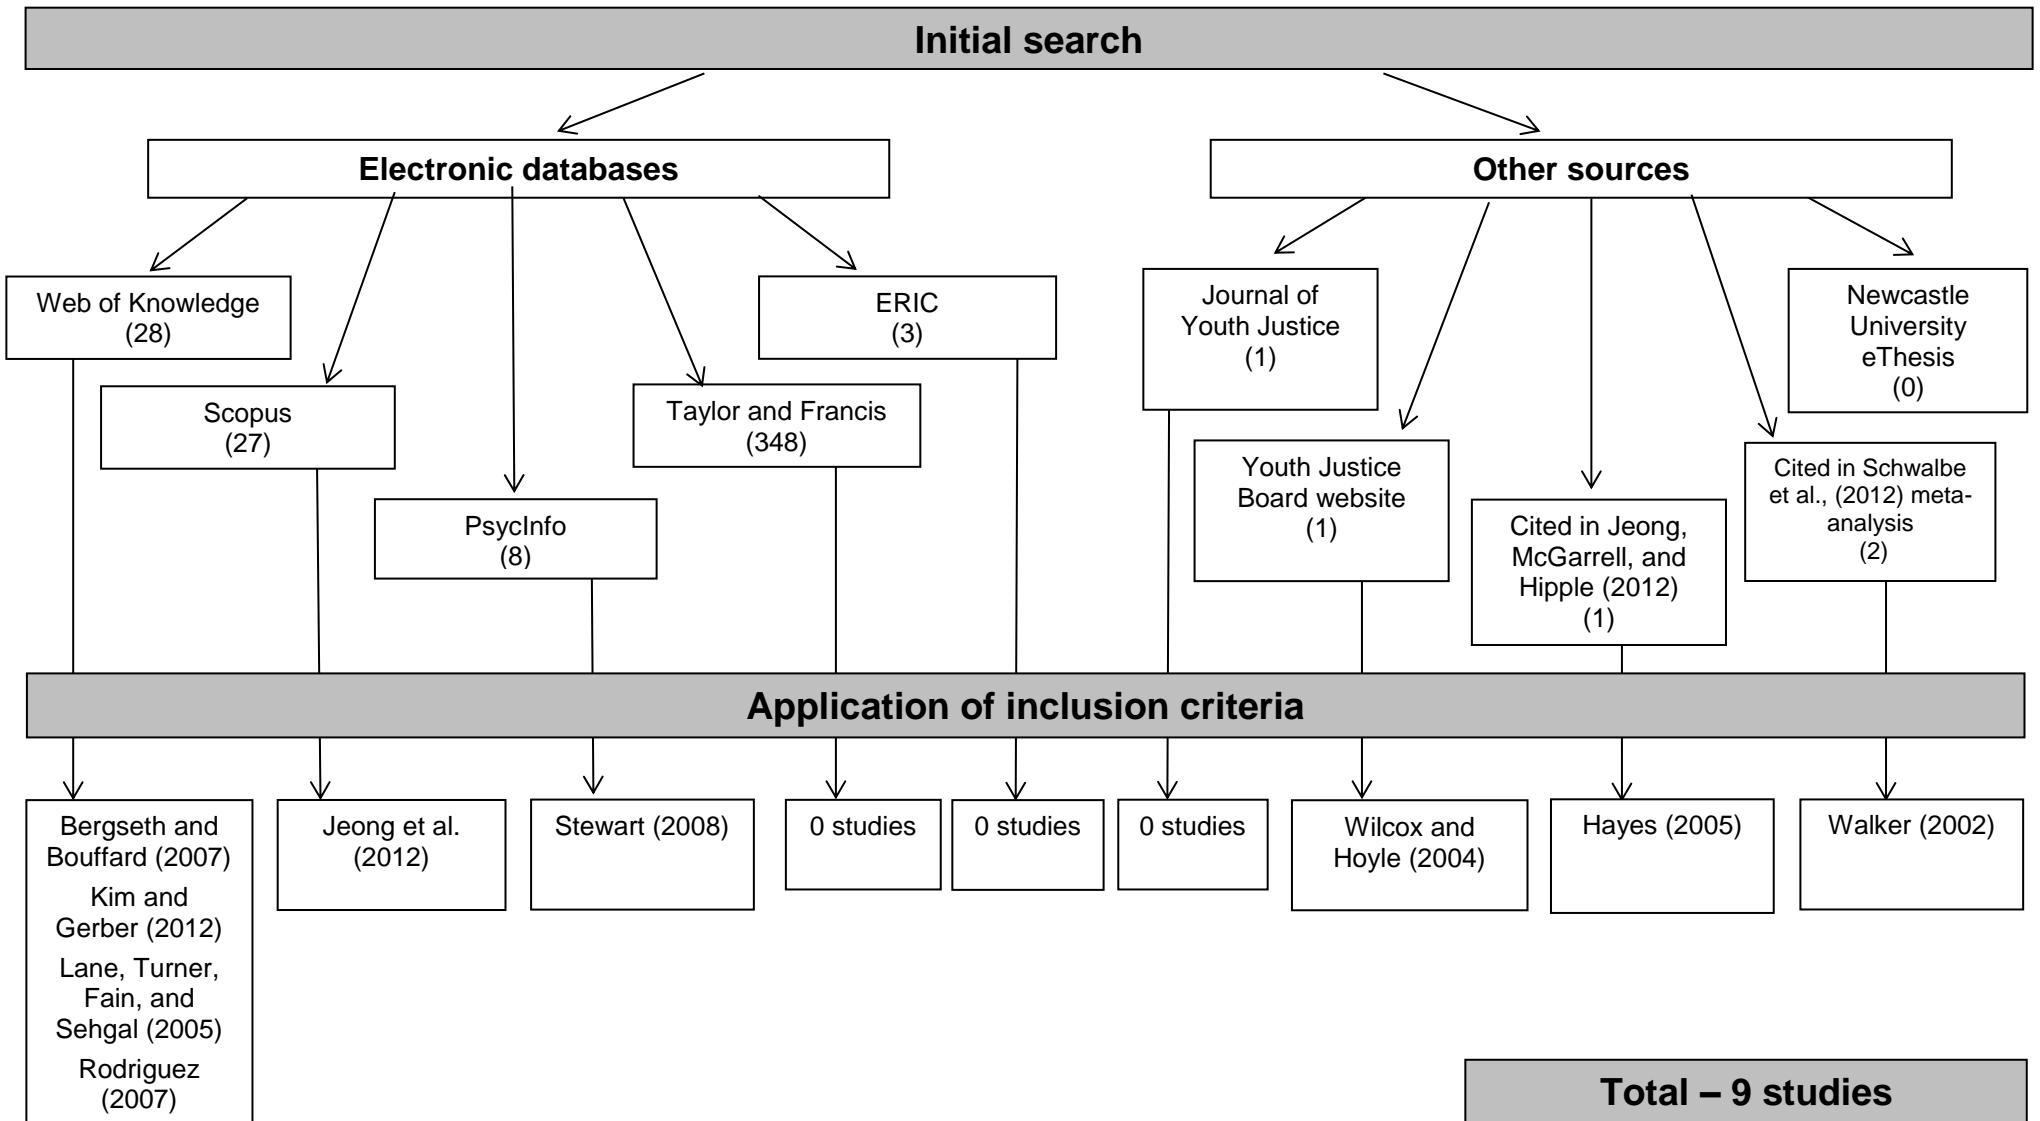 Initial search
Electronic databases
Other sources
Web of Knowledge
(28)
Scopus
(27)
PsycInfo
(8)
Taylor and Francis
(348)
ERIC
(3)
Journal of
Youth Justice
(1)
Youth Justice
Board website
(1)
Cited in Jeong,
McGarrell, and
Hipple (2012)
(1)
Cited in Schwalbe
et al., (2012) meta-
analysis
(2)
Newcastle
University
eThesis
(0)
Application of inclusion criteria
Bergseth and
Bouffard (2007)
Kim and
Gerber (2012)
Lane, Turner,
Fain, and
Sehgal (2005)
Rodriguez
(2007)
Jeong et al.
(2012)
Stewart (2008)
0 studies
0 studies
0 studies
Wilcox and
Hoyle (2004)
Hayes (2005)
Walker (2002)
Total – 9 studies